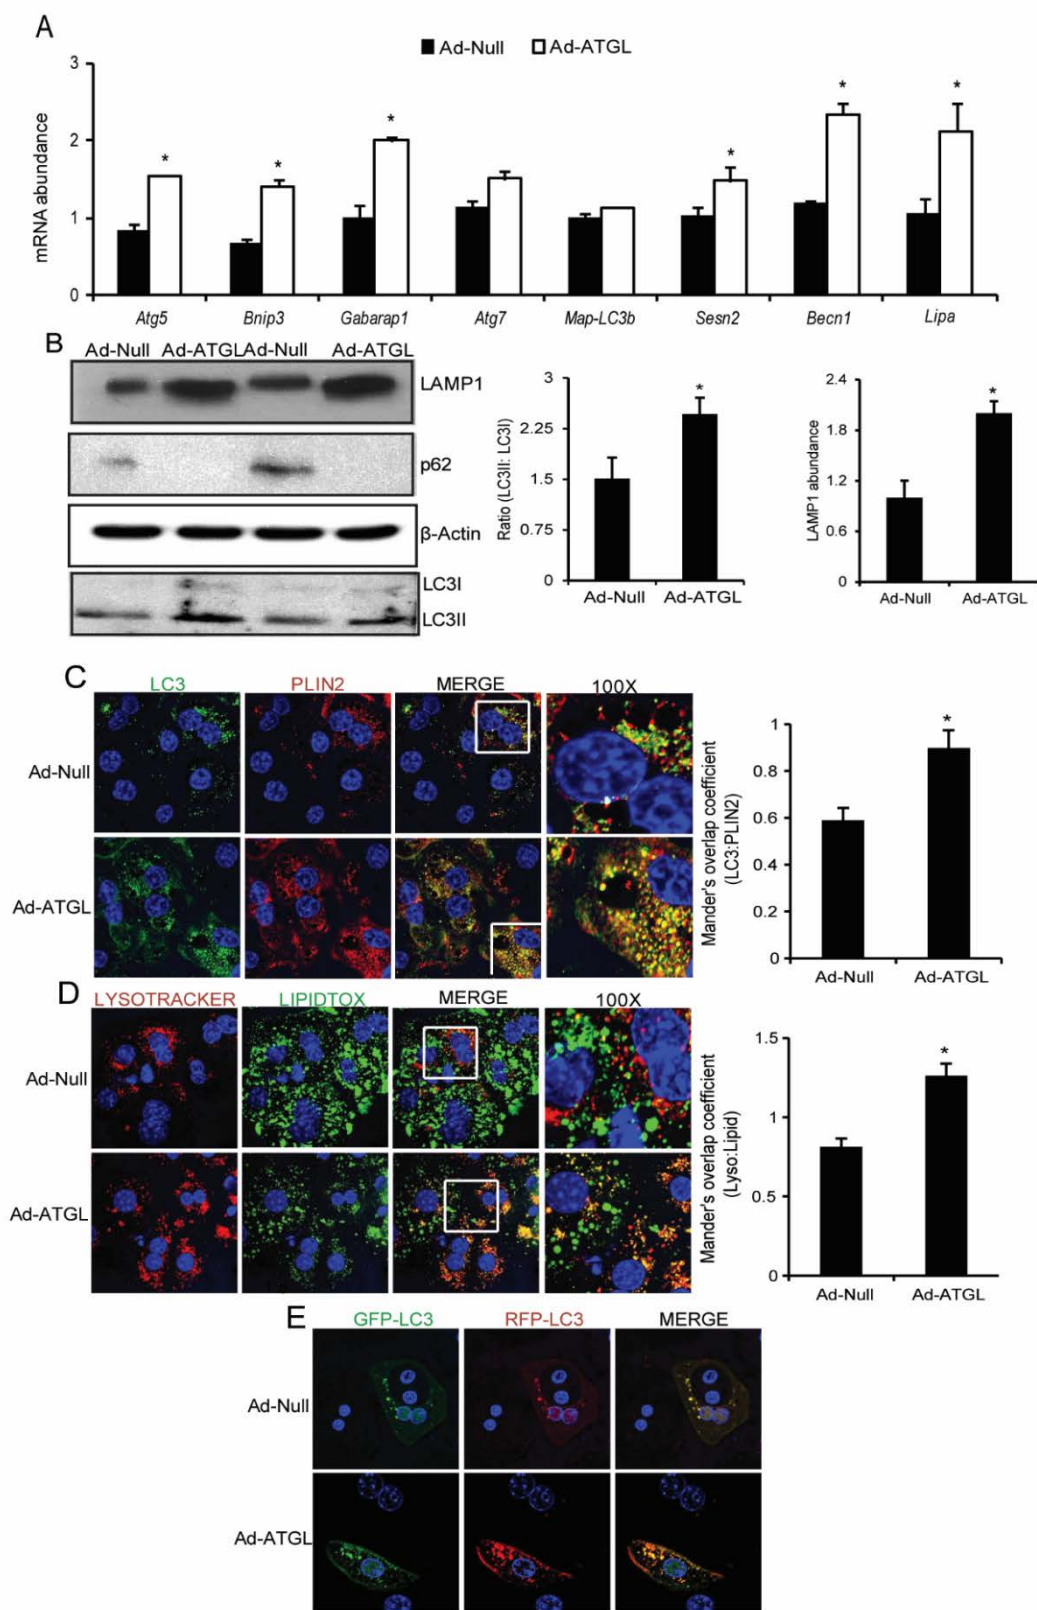 A
Ad-Null Ad-ATGL
mRNA abundance
3
2
1
0
* * * * * *
Atg5 Bnip3 Gabarap1 Atg7 Map-LC3b Sesn2 Becn1 Lipa
B
Ad-Null Ad-ATGL Ad-Null Ad-ATGL
LAMP1
p62
β-Actin
LC3I
LC3II
Ratio (LC3II: LC3I)
3
2.25
1.5
0.75
0
*
Ad-Null Ad-ATGL
LAMP1 abundance
2.4
1.8
1.2
0.6
0
*
Ad-Null Ad-ATGL
C
LC3 PLIN2 MERGE 100X
Ad-Null
Ad-ATGL
Mander's overlap coefficient
(LC3:PLIN2)
1
0.8
0.6
0.4
0.2
0
*
Ad-Null Ad-ATGL
D
LYSOTRACKER LIPIDTOX MERGE 100X
Ad-Null
Ad-ATGL
Mander's overlap coefficient
(Lyso:Lipid)
1.5
1
0.5
0
*
Ad-Null Ad-ATGL
E
GFP-LC3 RFP-LC3 MERGE
Ad-Null
Ad-ATGL